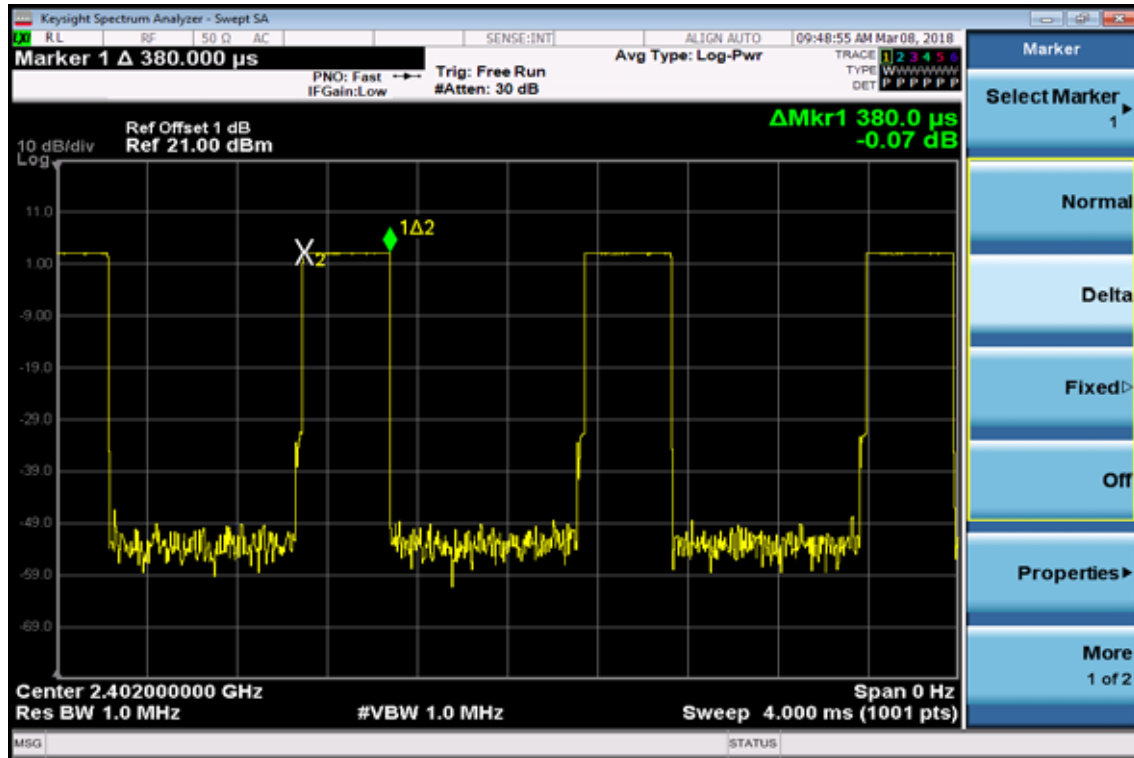 Keysight Spectrum Analyzer - Swept SA
LXI RL RF 50 Ω AC SENSE:INT ALIGN AUTO 09:48:55 AM Mar 08, 2018
Marker 1 Δ 380.000 µs
PNO: Fast
IFGain:Low
Trig: Free Run
#Atten: 30 dB
Avg Type: Log-Pwr
TRACE 1 2 3 4 5 6
TYPE WWWWWW
DET P P P P P P
ΔMkr1 380.0 µs
-0.07 dB
Ref Offset 1 dB
10 dB/div Ref 21.00 dBm
Log
11.0
1.00
-9.00
-19.0
-29.0
-39.0
-49.0
-59.0
-69.0
X2
1Δ2
Center 2.402000000 GHz Span 0 Hz
Res BW 1.0 MHz #VBW 1.0 MHz Sweep 4.000 ms (1001 pts)
MSG STATUS
Marker
Select Marker
1
Normal
Delta
Fixed
Off
Properties
More
1 of 2